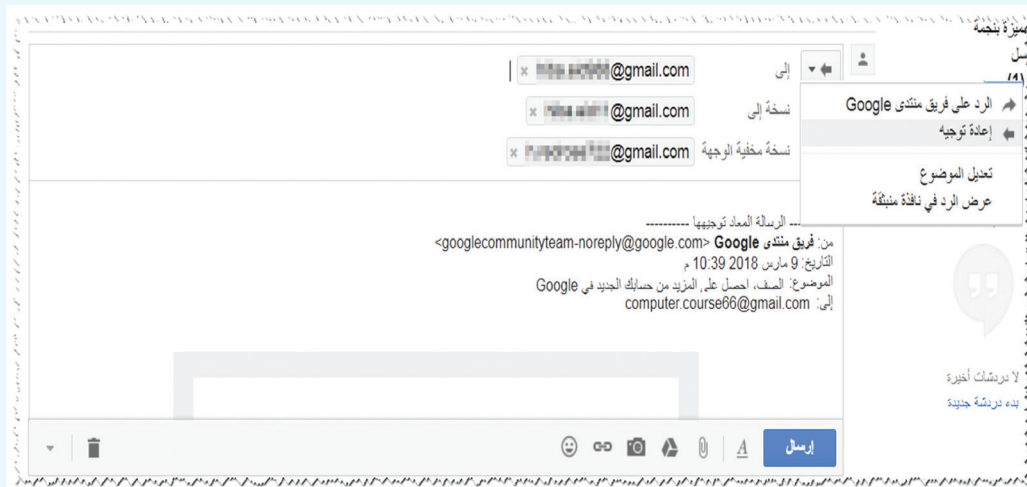 إلى @gmail.com ×
نسخة إلى @gmail.com ×
نسخة مخفية الوجهة @gmail.com ×
الرد على فريق منتدى Google
إعادة توجيه
تعديل الموضوع
عرض الرد في نافذة منبثقة
---- الرسالة المعاد توجيهها ----------
من: فريق منتدى Google <googlecommunityteam-noreply@google.com>
التاريخ: 9 مارس 2018 10:39 م
الموضوع: الصف، احصل على المزيد من حسابك الجديد في Google
إلى: computer.course66@gmail.com
إرسال
لا دردشات أخيرة
بدء دردشة جديدة